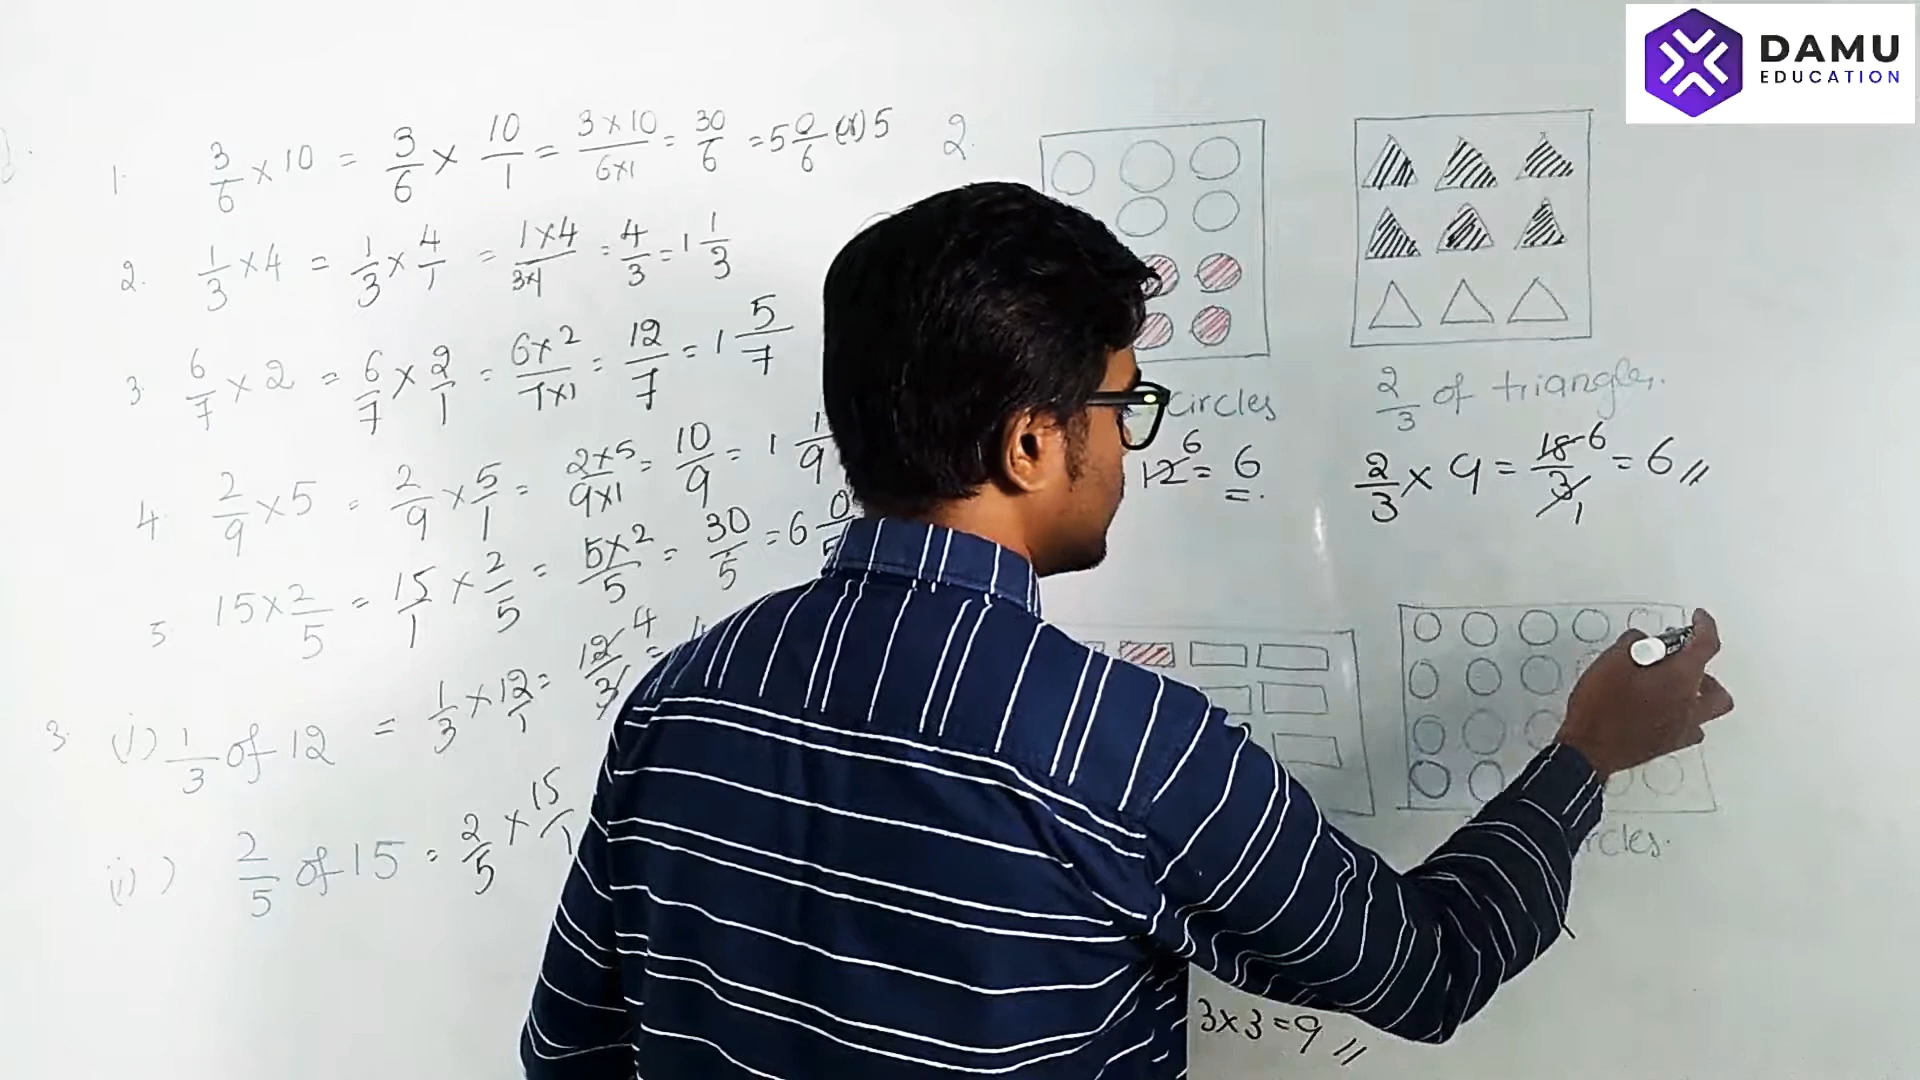 DAMU
EDUCATION
1. 3/6 × 10 = 3/6 × 10/1 = 3×10/6×1 = 30/6 = 5 0/6 (or) 5
2. 1/3 × 4 = 1/3 × 4/1 = 1×4/3×1 = 4/3 = 1 1/3
3. 6/7 × 2 = 6/7 × 2/1 = 6×2/7×1 = 12/7 = 1 5/7
4. 2/9 × 5 = 2/9 × 5/1 = 2×5/9×1 = 10/9 = 1 1/9
5. 15 × 2/5 = 15/1 × 2/5 = 5×2/5 = 30/5 = 6 0/5
3. (i) 1/3 of 12 = 1/3 × 12/1 = 12/3 4 =
(ii) 2/5 of 15 = 2/5 × 15/1
2.
circles
12 6 = 6
2/3 of triangles.
2/3 × 9 = 18/3 6/1 = 6 //
rcles.
3×3=9 //